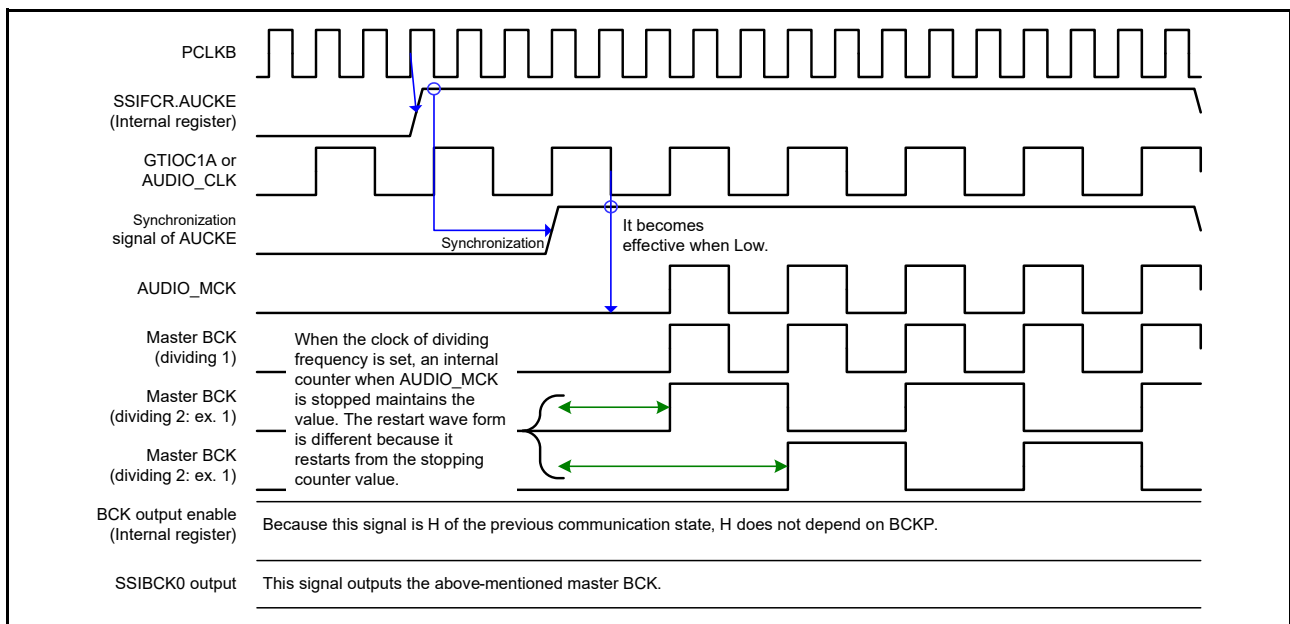 PCLKB
SSIFCR.AUCKE
(Internal register)
GTIOC1A or
AUDIO_CLK
Synchronization
signal of AUCKE
Synchronization
It becomes
effective when Low.
AUDIO_MCK
Master BCK
(dividing 1)
When the clock of dividing
frequency is set, an internal
counter when AUDIO_MCK
is stopped maintains the
value. The restart wave form
is different because it
restarts from the stopping
counter value.
Master BCK
(dividing 2: ex. 1)
Master BCK
(dividing 2: ex. 1)
BCK output enable
(Internal register)
Because this signal is H of the previous communication state, H does not depend on BCKP.
SSIBCK0 output
This signal outputs the above-mentioned master BCK.